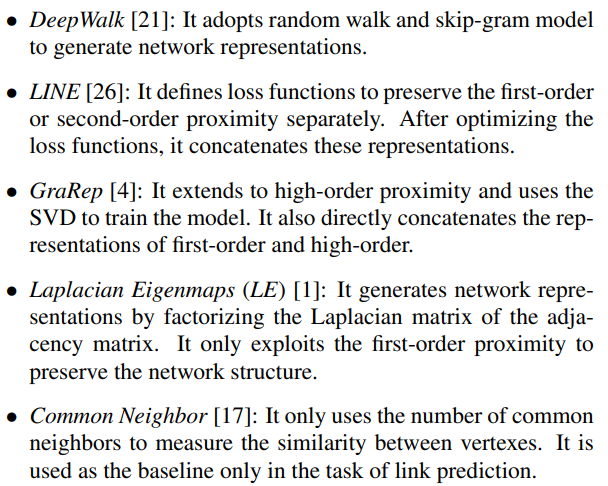 • DeepWalk [21]: It adopts random walk and skip-gram model
to generate network representations.
• LINE [26]: It defines loss functions to preserve the first-order
or second-order proximity separately. After optimizing the
loss functions, it concatenates these representations.
• GraRep [4]: It extends to high-order proximity and uses the
SVD to train the model. It also directly concatenates the rep-
resentations of first-order and high-order.
• Laplacian Eigenmaps (LE) [1]: It generates network repre-
sentations by factorizing the Laplacian matrix of the adja-
cency matrix. It only exploits the first-order proximity to
preserve the network structure.
• Common Neighbor [17]: It only uses the number of common
neighbors to measure the similarity between vertexes. It is
used as the baseline only in the task of link prediction.